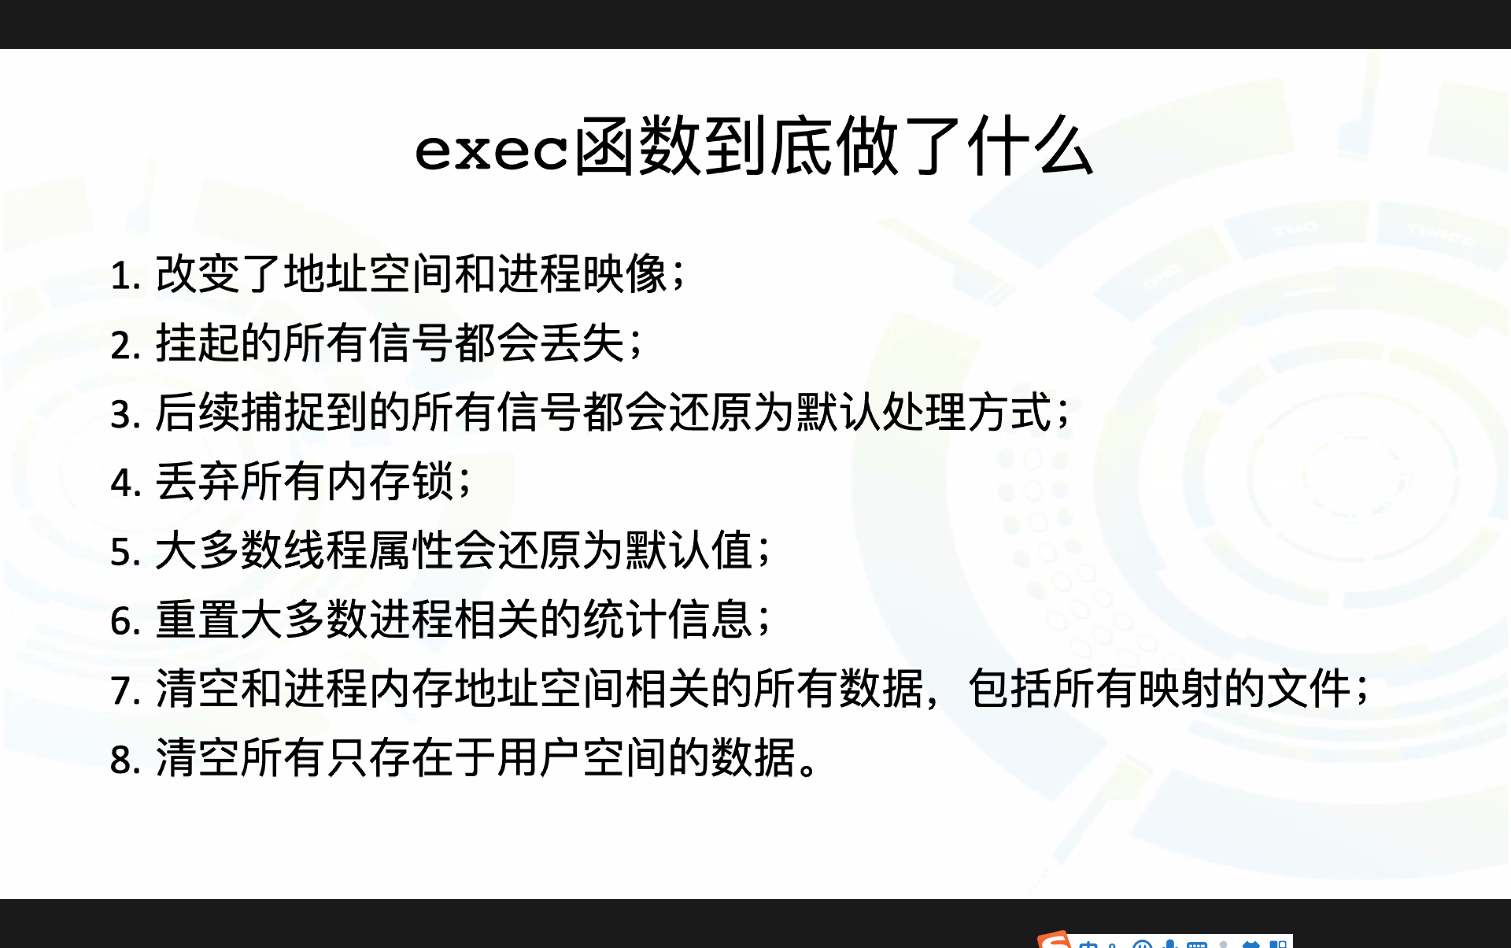 exec函数到底做了什么
1. 改变了地址空间和进程映像；
2. 挂起的所有信号都会丢失；
3. 后续捕捉到的所有信号都会还原为默认处理方式；
4. 丢弃所有内存锁；
5. 大多数线程属性会还原为默认值；
6. 重置大多数进程相关的统计信息；
7. 清空和进程内存地址空间相关的所有数据，包括所有映射的文件；
8. 清空所有只存在于用户空间的数据。
ONE
TWO
THREE